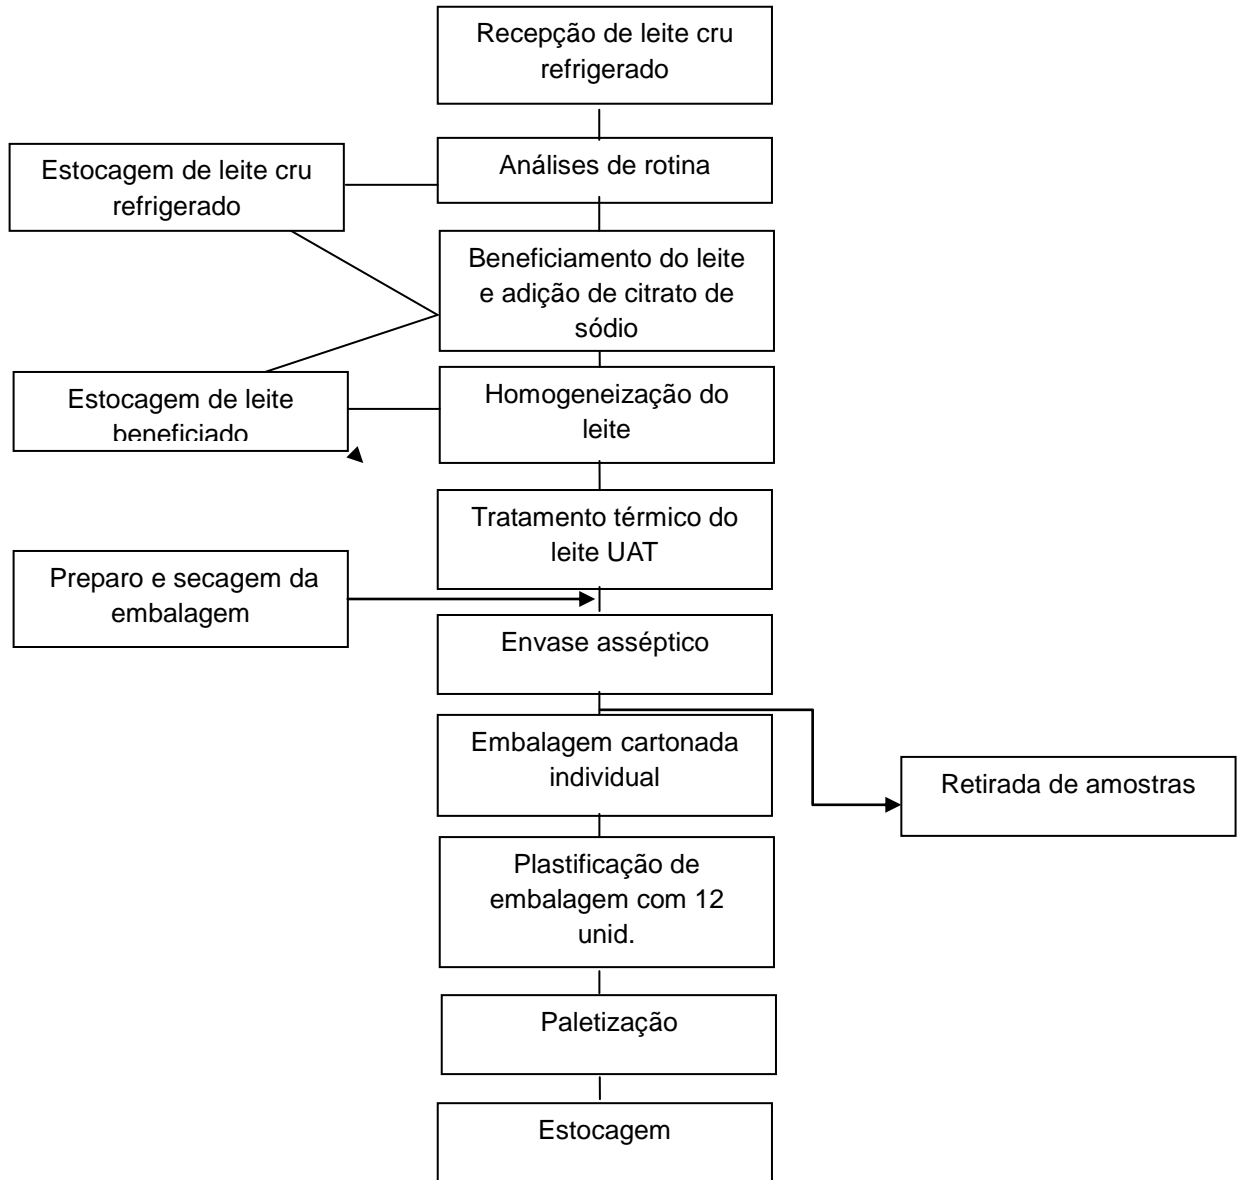 Recepção de leite cru
refrigerado
Análises de rotina
Estocagem de leite cru
refrigerado
Beneficiamento do leite
e adição de citrato de
sódio
Estocagem de leite
beneficiado
Homogeneização do
leite
Tratamento térmico do
leite UAT
Preparo e secagem da
embalagem
Envase asséptico
Embalagem cartonada
individual
Retirada de amostras
Plastificação de
embalagem com 12
unid.
Paletização
Estocagem